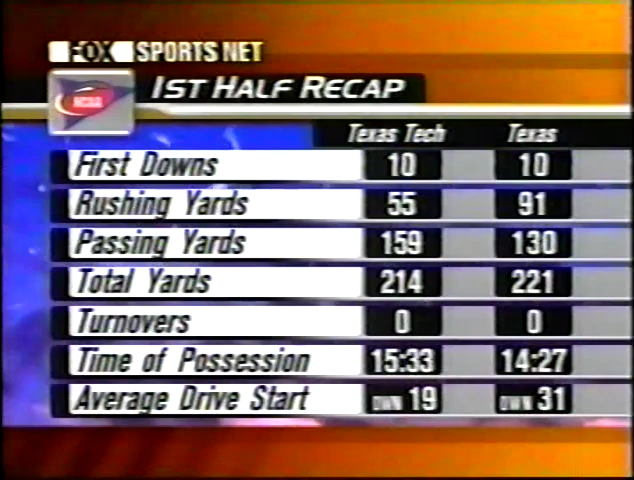 FOX SPORTS NET
NCAA
1ST HALF RECAP
Texas Tech Texas
First Downs 10 10
Rushing Yards 55 91
Passing Yards 159 130
Total Yards 214 221
Turnovers 0 0
Time of Possession 15:33 14:27
Average Drive Start OWN 19 OWN 31